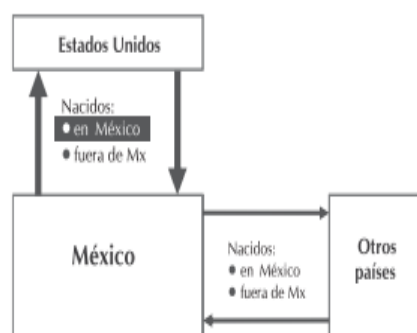 Estados Unidos
Nacidos:
• en México
• fuera de Mx
México
Nacidos:
• en México
• fuera de Mx
Otros
países